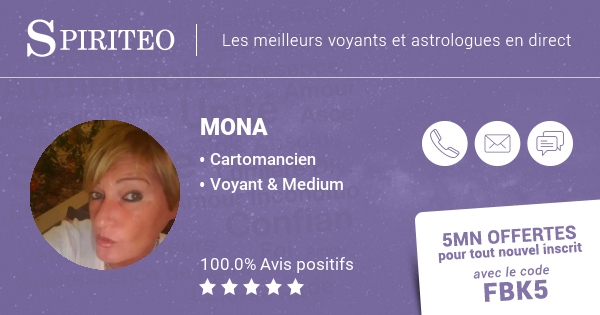 SPIRITEO
Les meilleurs voyants et astrologues en direct
MONA
• Cartomancien
• Voyant & Medium
100.0% Avis positifs
5MN OFFERTES
pour tout nouvel inscrit
avec le code
FBK5